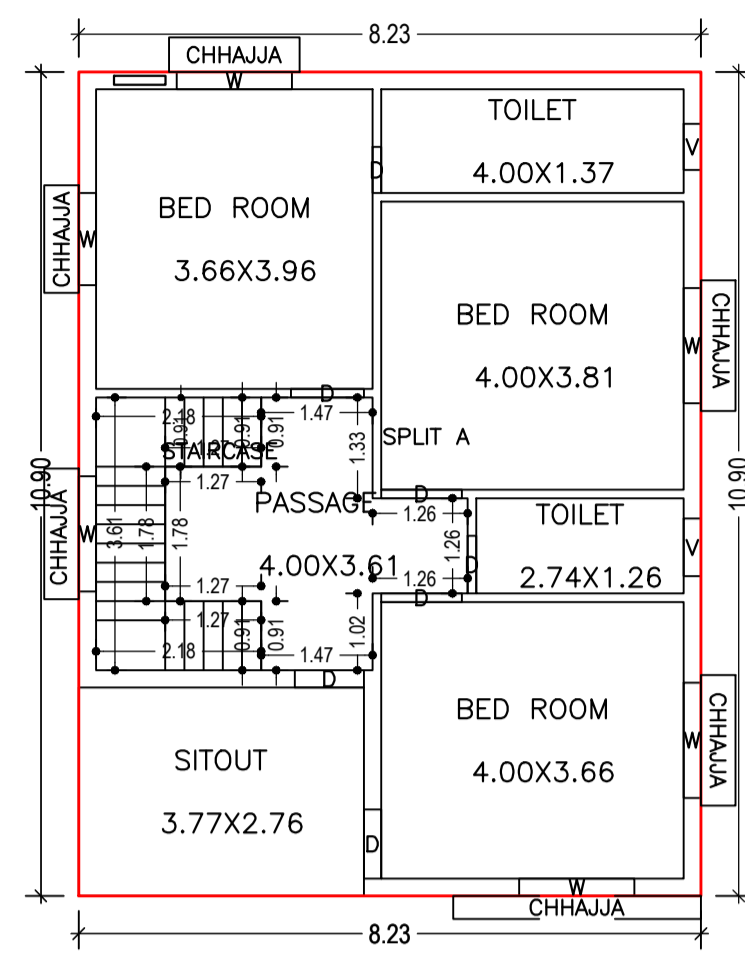 8.23
CHHAJJA
W
TOILET
4.00X1.37
V
D
BED ROOM
3.66X3.96
CHHAJJA
W
BED ROOM
4.00X3.81
W
CHHAJJA
D
2.18
1.47
0.91
0.91
0.91
1.33
1.27
STAIRCASE
SPLIT A
10.90
10.90
CHHAJJA
W
3.61
1.78
1.78
1.27
PASSAGE
4.00X3.61
D
1.26
1.26
1.26
D
TOILET
2.74X1.26
V
D
1.27
1.27
0.91
0.91
1.02
2.18
1.47
D
BED ROOM
4.00X3.66
W
CHHAJJA
SITOUT
3.77X2.76
D
W
CHHAJJA
8.23